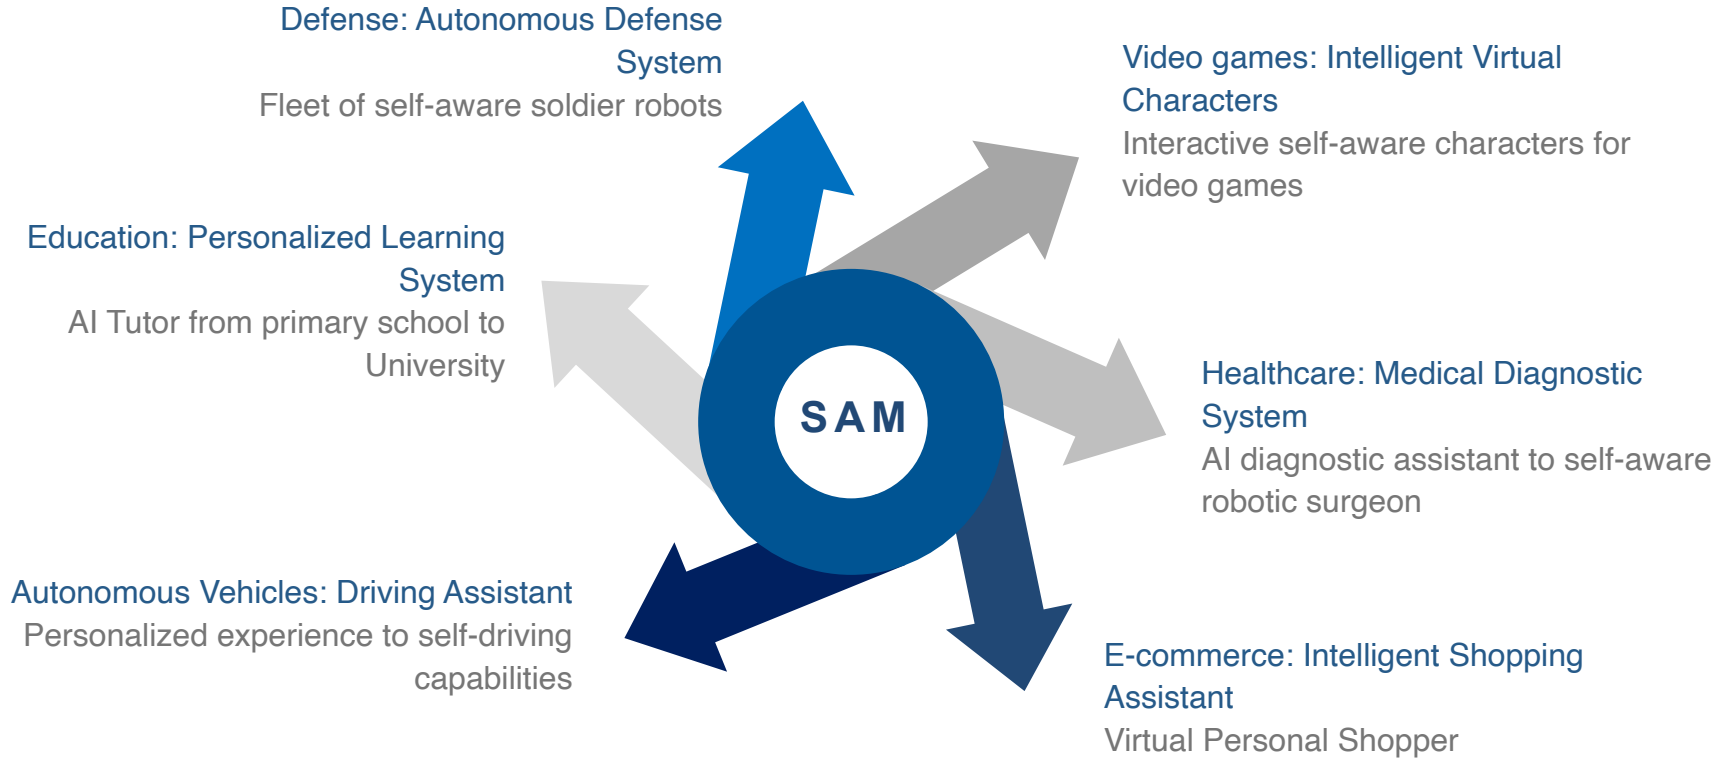 Defense: Autonomous Defense
System
Fleet of self-aware soldier robots
Video games: Intelligent Virtual
Characters
Interactive self-aware characters for
video games
Education: Personalized Learning
System
AI Tutor from primary school to
University
SAM
Healthcare: Medical Diagnostic
System
AI diagnostic assistant to self-aware
robotic surgeon
Autonomous Vehicles: Driving Assistant
Personalized experience to self-driving
capabilities
E-commerce: Intelligent Shopping
Assistant
Virtual Personal Shopper